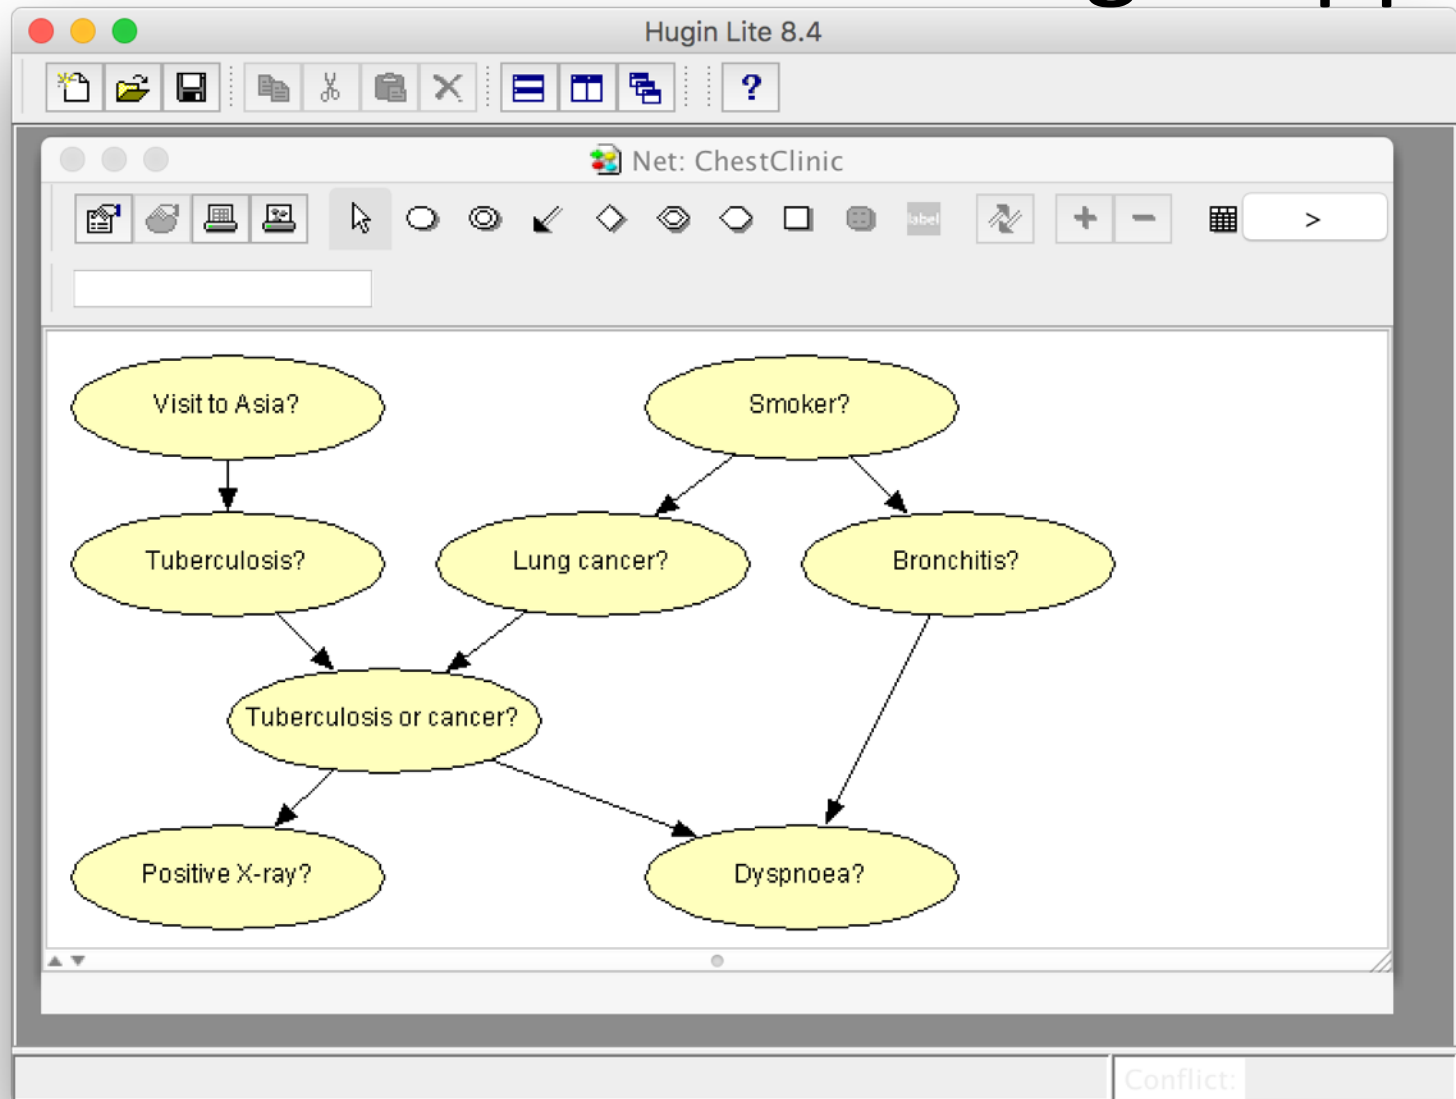 Hugin Lite 8.4
?
Net: ChestClinic
label
>
Visit to Asia?
Smoker?
Tuberculosis?
Lung cancer?
Bronchitis?
Tuberculosis or cancer?
Positive X-ray?
Dyspnoea?
Conflict: